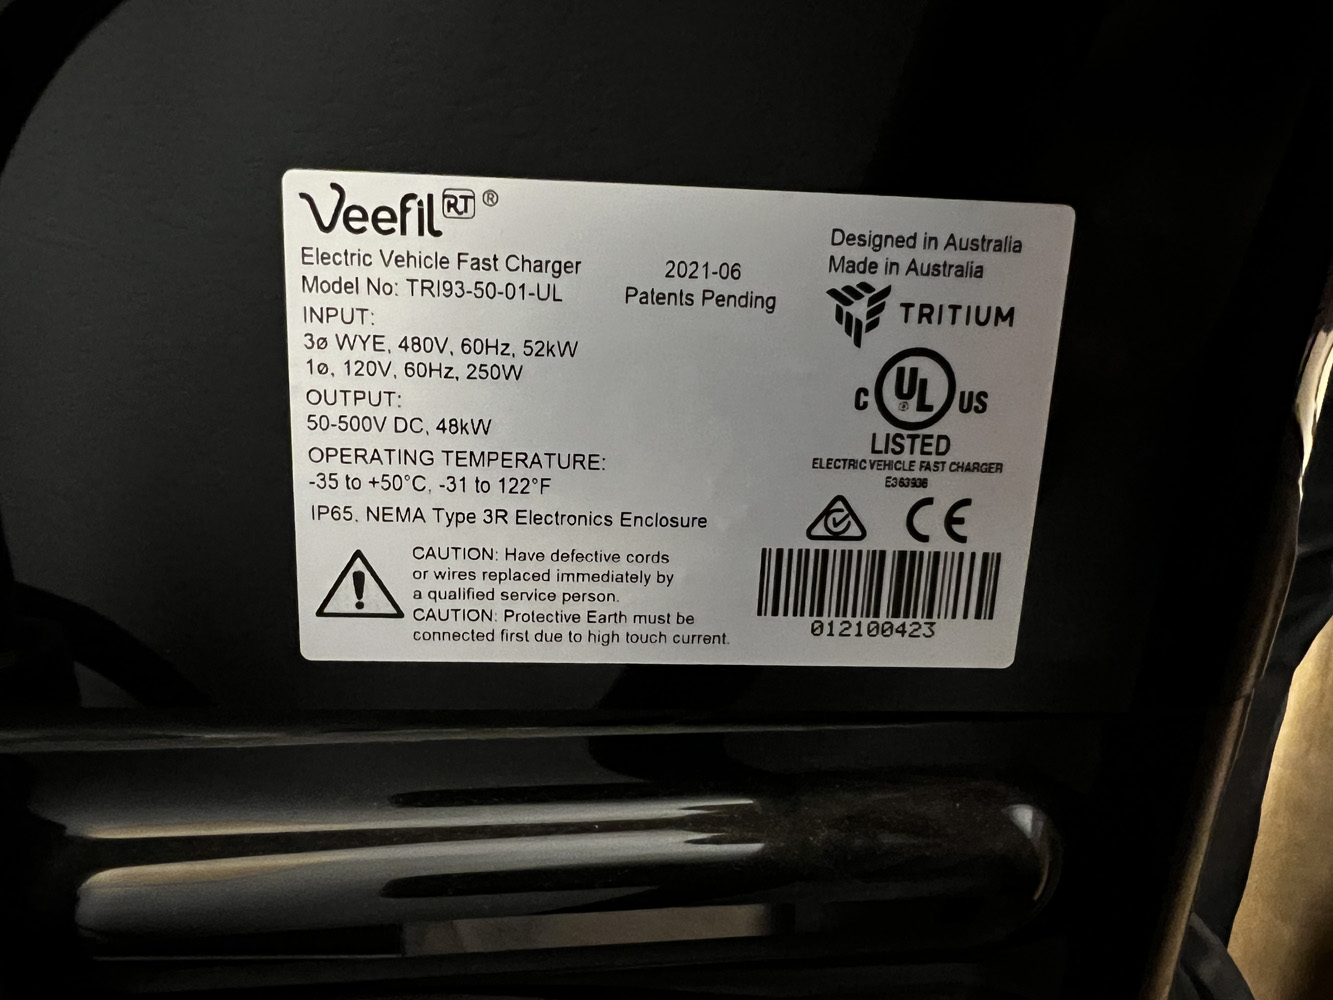 Veefil RT ®
Electric Vehicle Fast Charger
Model No: TRI93-50-01-UL
INPUT:
3ø WYE, 480V, 60Hz, 52kW
1ø, 120V, 60Hz, 250W
OUTPUT:
50-500V DC, 48kW
OPERATING TEMPERATURE:
-35 to +50°C, -31 to 122°F
IP65, NEMA Type 3R Electronics Enclosure
CAUTION: Have defective cords
or wires replaced immediately by
a qualified service person.
CAUTION: Protective Earth must be
connected first due to high touch current.
2021-06
Patents Pending
Designed in Australia
Made in Australia
TRITIUM
C UL US
LISTED
ELECTRIC VEHICLE FAST CHARGER
E363936
CE
012100423